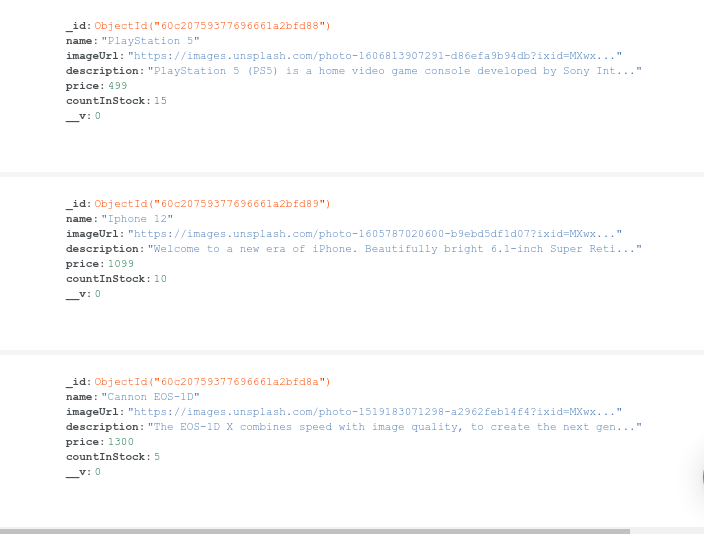 _id: ObjectId("60c20759377696661a2bfd88")
name: "PlayStation 5"
imageUrl: "https://images.unsplash.com/photo-1606813907291-d86efa9b94db?ixid=MXwx..."
description: "PlayStation 5 (PS5) is a home video game console developed by Sony Int..."
price: 499
countInStock: 15
__v: 0
_id: ObjectId("60c20759377696661a2bfd89")
name: "Iphone 12"
imageUrl: "https://images.unsplash.com/photo-1605787020600-b9ebd5df1d07?ixid=MXwx..."
description: "Welcome to a new era of iPhone. Beautifully bright 6.1-inch Super Reti..."
price: 1099
countInStock: 10
__v: 0
_id: ObjectId("60c20759377696661a2bfd8a")
name: "Cannon EOS-1D"
imageUrl: "https://images.unsplash.com/photo-1519183071298-a2962feb14f4?ixid=MXwx..."
description: "The EOS-1D X combines speed with image quality, to create the next gen..."
price: 1300
countInStock: 5
__v: 0